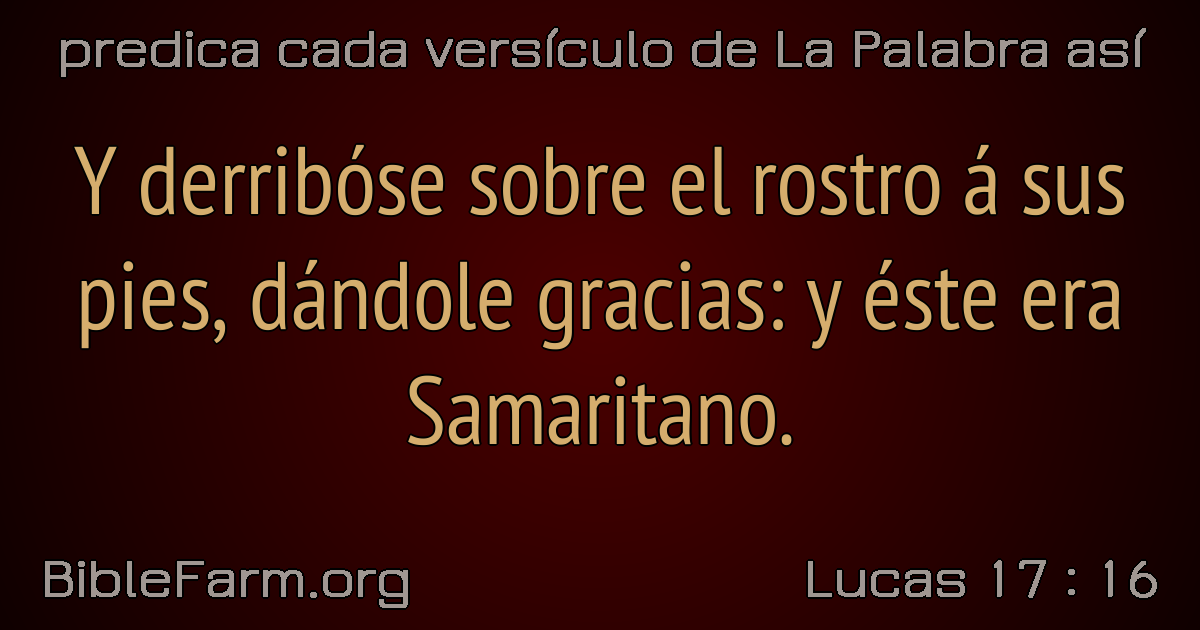 predica cada versículo de La Palabra así
Y derribóse sobre el rostro á sus
pies, dándole gracias: y éste era
Samaritano.
BibleFarm.org
Lucas 17 : 16